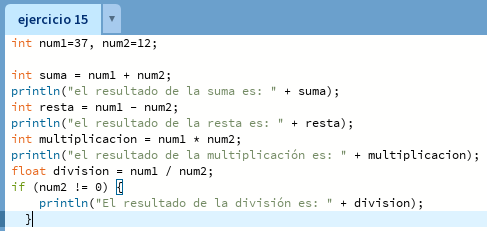 ejercicio 15
int num1=37, num2=12;
int suma = num1 + num2;
println("el resultado de la suma es: " + suma);
int resta = num1 - num2;
println("el resultado de la resta es: " + resta);
int multiplicacion = num1 * num2;
println("el resultado de la multiplicación es: " + multiplicacion);
float division = num1 / num2;
if (num2 != 0) {
    println("El resultado de la división es: " + division);
  }